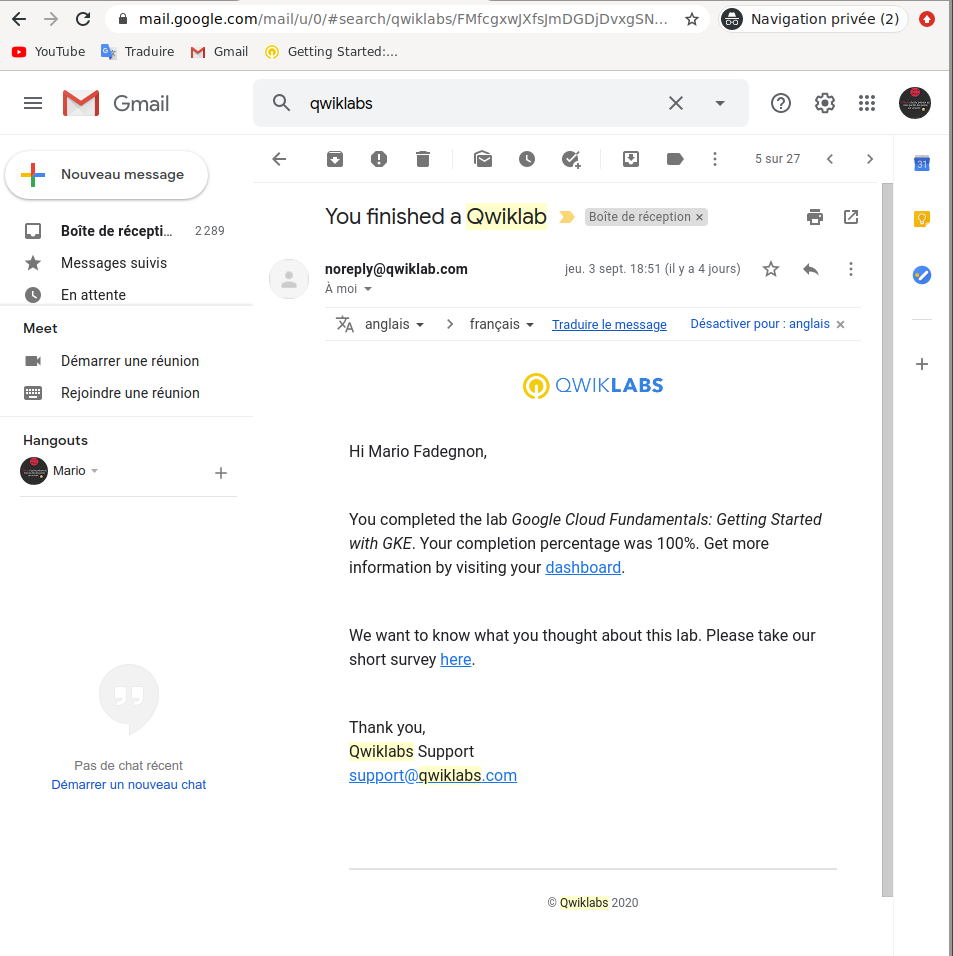 mail.google.com/mail/u/0/#search/qwiklabs/FMfcgxwJXfsJmDGDjDvxgSN...
Navigation privée (2)
YouTube
Traduire
Gmail
Getting Started:...
Gmail
qwiklabs
Nouveau message
5 sur 27
31
Boîte de récepti... 2 289
Messages suivis
En attente
You finished a Qwiklab
Boîte de réception ×
noreply@qwiklab.com
jeu. 3 sept. 18:51 (il y a 4 jours)
À moi
anglais > français Traduire le message Désactiver pour : anglais ×
Meet
Démarrer une réunion
Rejoindre une réunion
Hangouts
Mario
+
Pas de chat récent
Démarrer un nouveau chat
QWIKLABS
Hi Mario Fadegnon,
You completed the lab Google Cloud Fundamentals: Getting Started
with GKE. Your completion percentage was 100%. Get more
information by visiting your dashboard.
We want to know what you thought about this lab. Please take our
short survey here.
Thank you,
Qwiklabs Support
support@qwiklabs.com
© Qwiklabs 2020